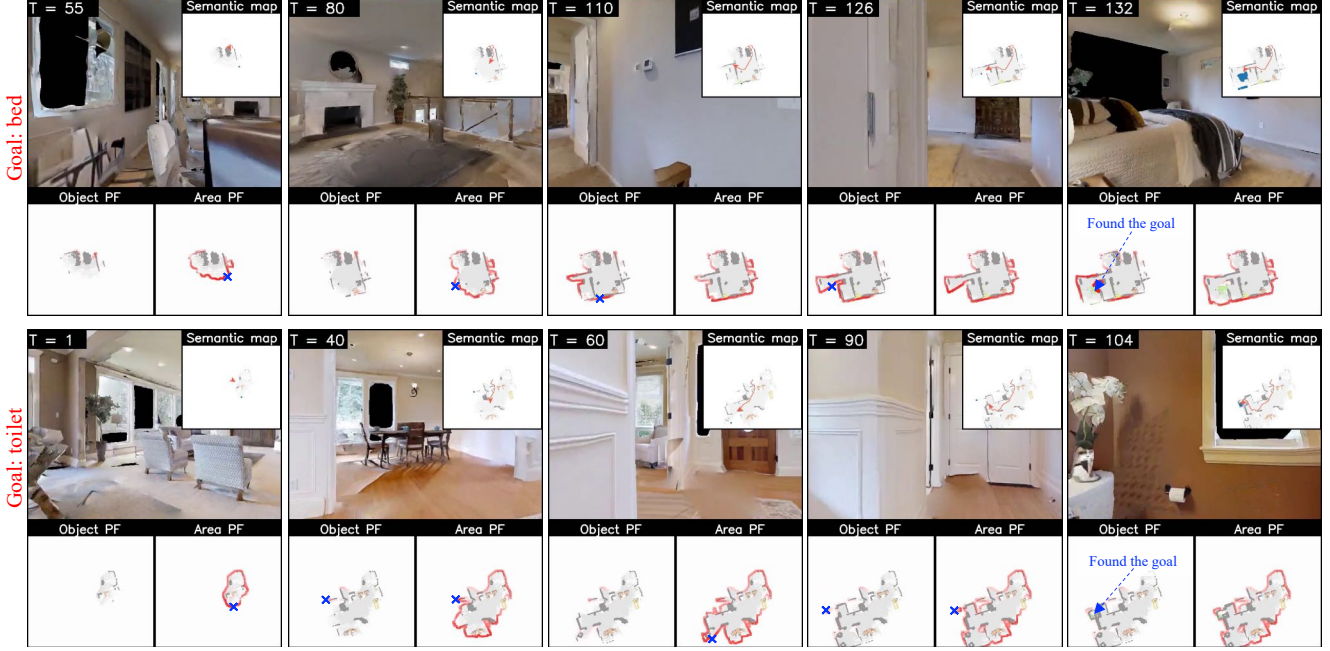 Goal: bed
T = 55
Semantic map
Object PF
Area PF
T = 80
Semantic map
Object PF
Area PF
T = 110
Semantic map
Object PF
Area PF
T = 126
Semantic map
Object PF
Area PF
T = 132
Semantic map
Object PF
Area PF
Found the goal
Goal: toilet
T = 1
Semantic map
Object PF
Area PF
T = 40
Semantic map
Object PF
Area PF
T = 60
Semantic map
Object PF
Area PF
T = 90
Semantic map
Object PF
Area PF
T = 104
Semantic map
Object PF
Area PF
Found the goal